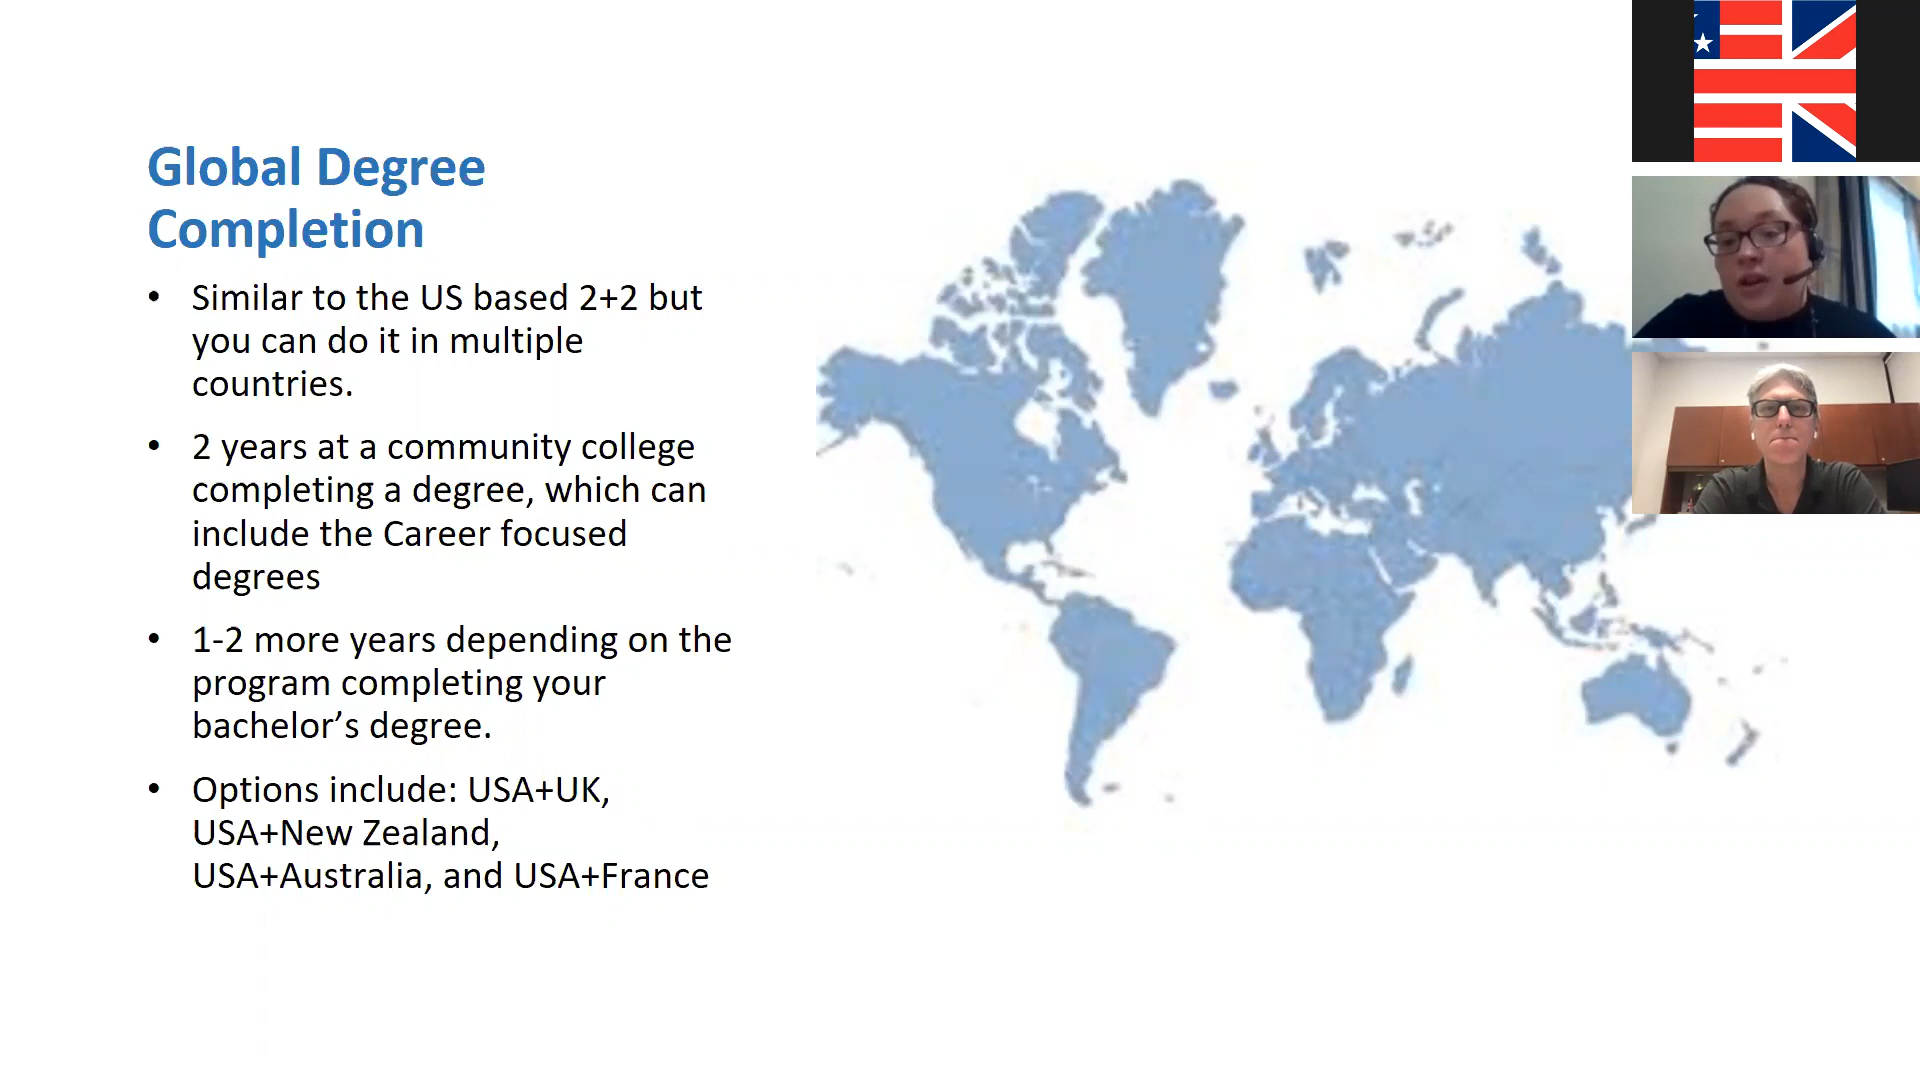 Global Degree
Completion
• Similar to the US based 2+2 but
you can do it in multiple
countries.
• 2 years at a community college
completing a degree, which can
include the Career focused
degrees
• 1-2 more years depending on the
program completing your
bachelor’s degree.
• Options include: USA+UK,
USA+New Zealand,
USA+Australia, and USA+France